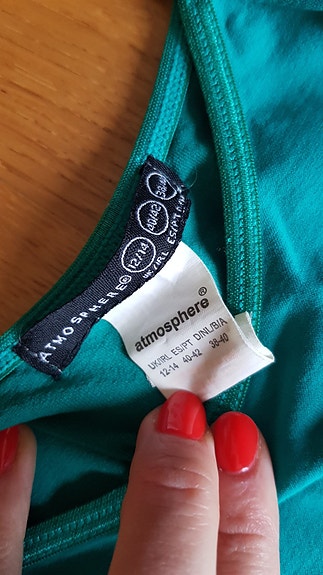 ATMOSPHERE®
12/14 40/42 38/40
UK/IRL ES/PT
atmosphere®
UK/IRL ES/PT D/NL/B/A
12-14 40-42 38-40